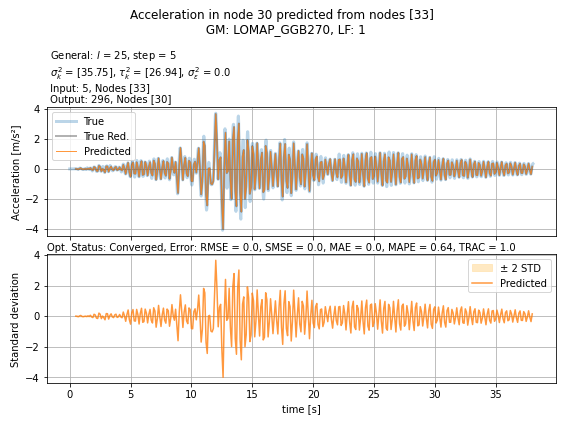 Acceleration in node 30 predicted from nodes [33]
GM: LOMAP_GGB270, LF: 1
General: l = 25, step = 5
σ_k^2 = [35.75], τ_k^2 = [26.94], σ_ε^2 = 0.0
Input: 5, Nodes [33]
Output: 296, Nodes [30]
4
2
0
−2
−4
Acceleration [m/s²]
True
True Red.
Predicted
Opt. Status: Converged, Error: RMSE = 0.0, SMSE = 0.0, MAE = 0.0, MAPE = 0.64, TRAC = 1.0
4
2
0
−2
−4
Standard deviation
± 2 STD
Predicted
0 5 10 15 20 25 30 35
time [s]